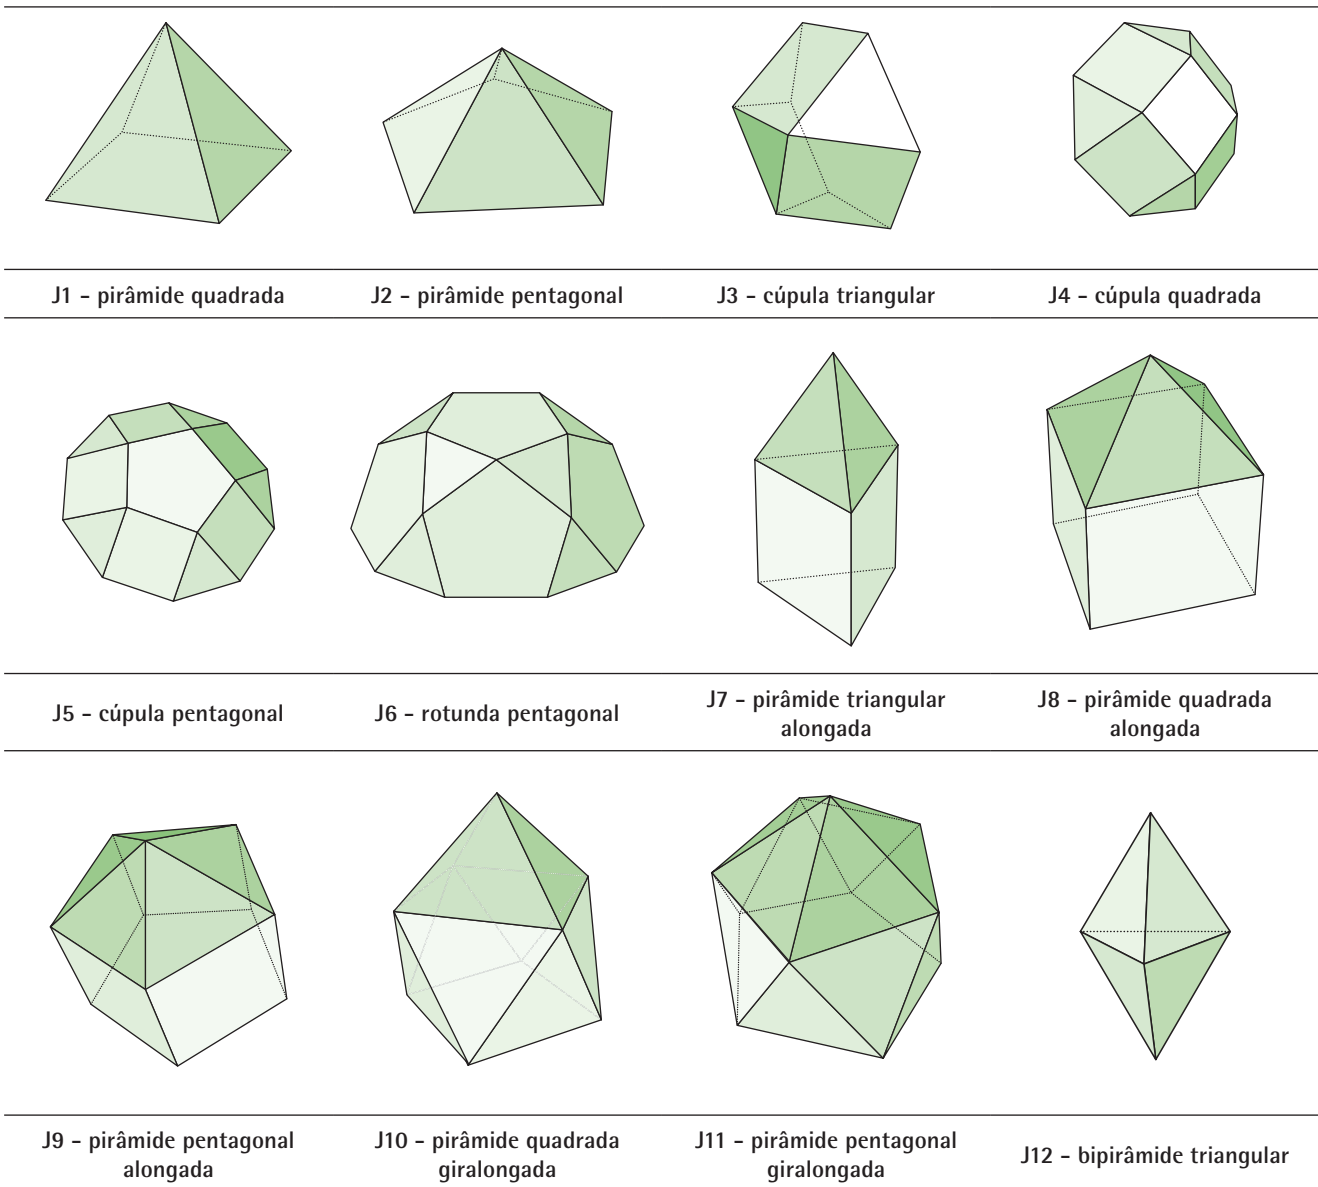 J1 - pirâmide quadrada
J2 - pirâmide pentagonal
J3 - cúpula triangular
J4 - cúpula quadrada
J5 - cúpula pentagonal
J6 - rotunda pentagonal
J7 - pirâmide triangular
alongada
J8 - pirâmide quadrada
alongada
J9 - pirâmide pentagonal
alongada
J10 - pirâmide quadrada
giralongada
J11 - pirâmide pentagonal
giralongada
J12 - bipirâmide triangular